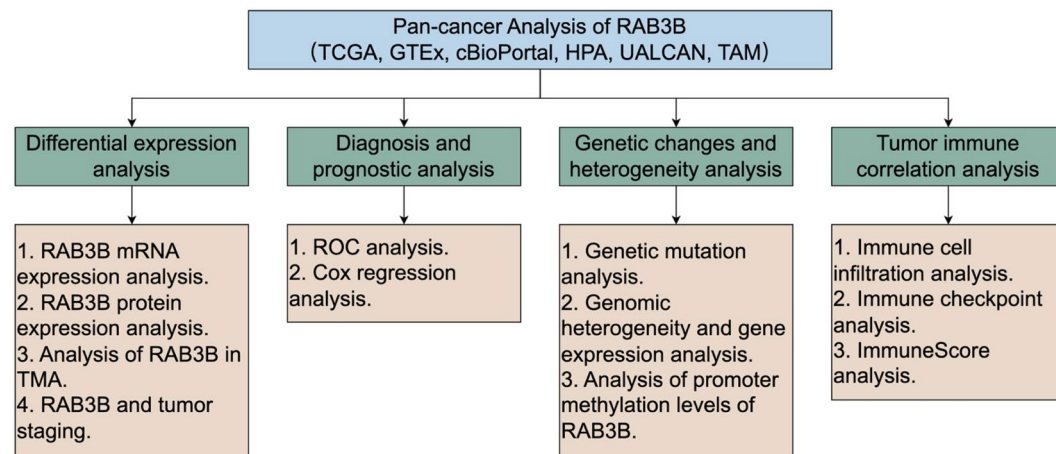 Pan-cancer Analysis of RAB3B
(TCGA, GTEx, cBioPortal, HPA, UALCAN, TAM)
Differential expression
analysis
Diagnosis and
prognostic analysis
Genetic changes and
heterogeneity analysis
Tumor immune
correlation analysis
1. RAB3B mRNA
expression analysis.
2. RAB3B protein
expression analysis.
3. Analysis of RAB3B in
TMA.
4. RAB3B and tumor
staging.
1. ROC analysis.
2. Cox regression
analysis.
1. Genetic mutation
analysis.
2. Genomic
heterogeneity and gene
expression analysis.
3. Analysis of promoter
methylation levels of
RAB3B.
1. Immune cell
infiltration analysis.
2. Immune checkpoint
analysis.
3. ImmuneScore
analysis.